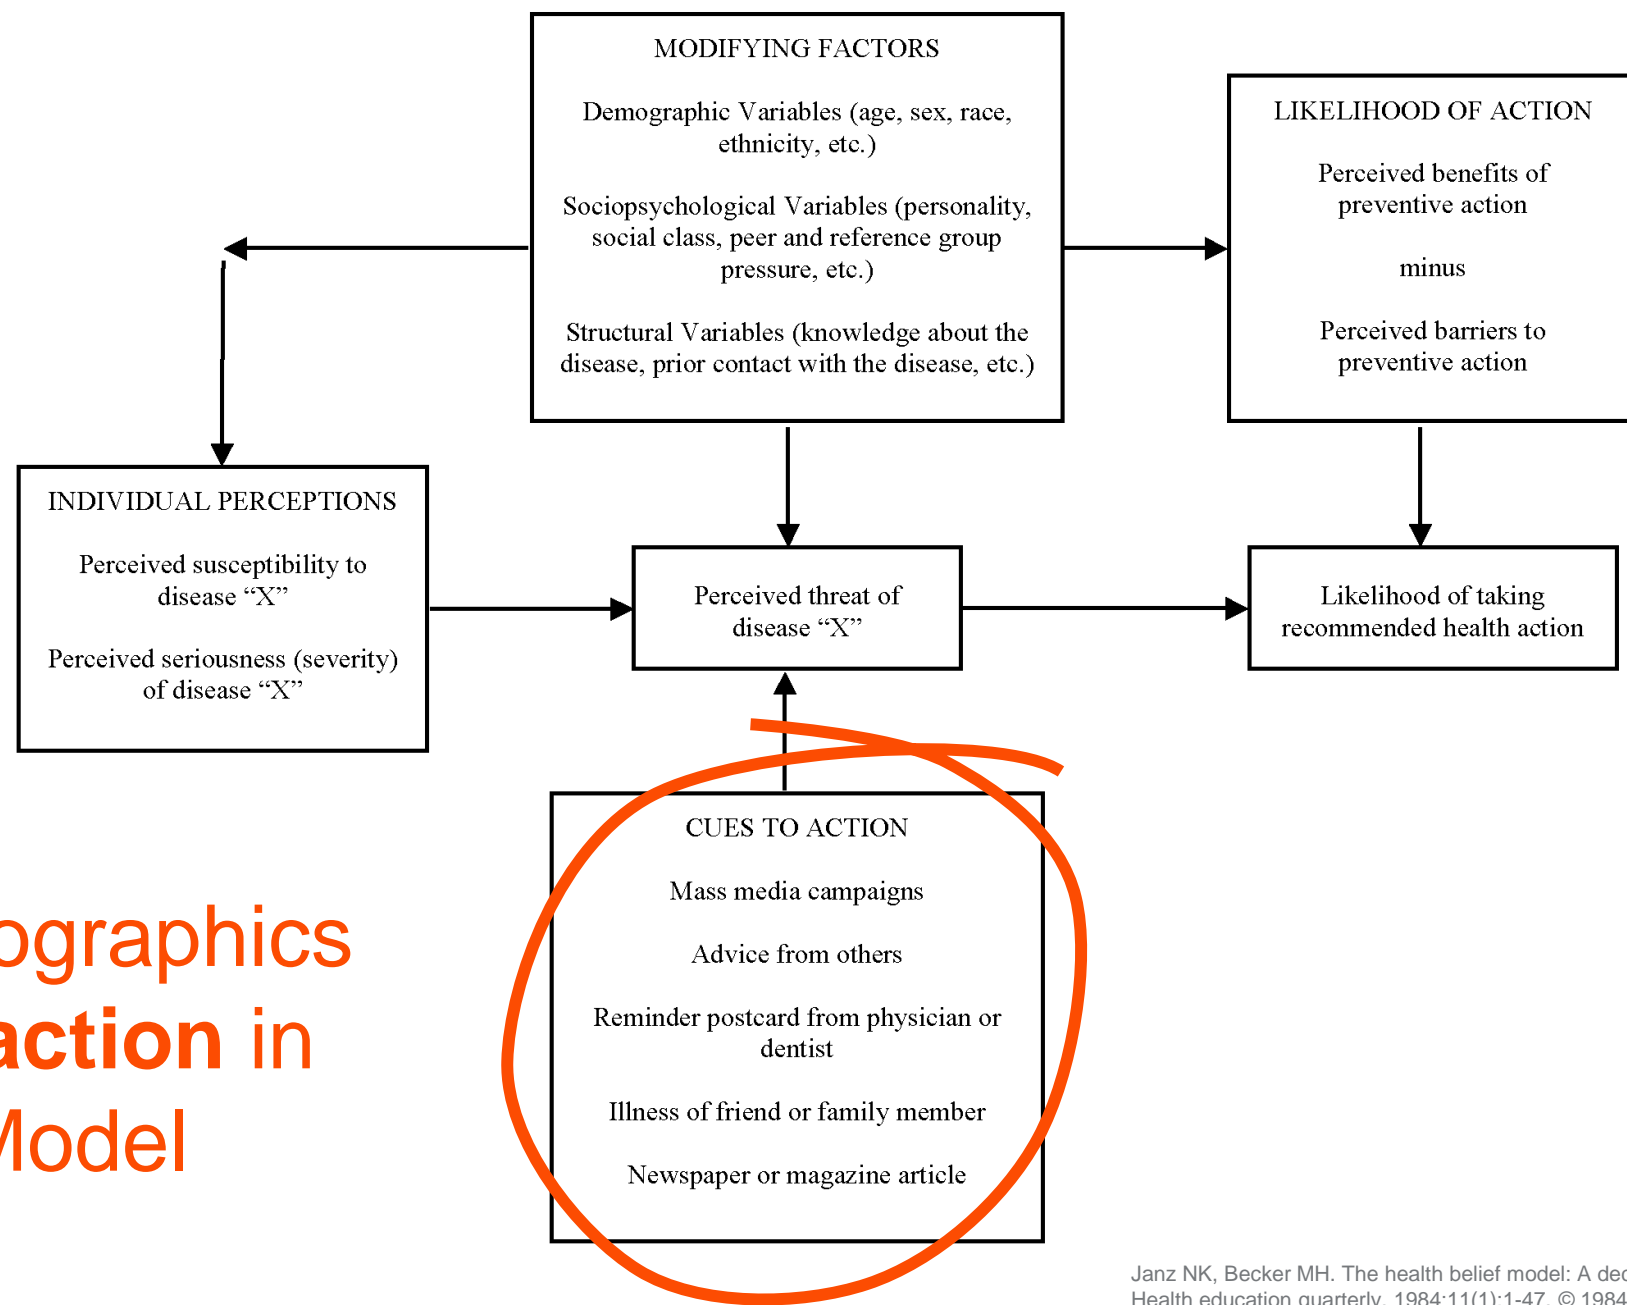 MODIFYING FACTORS
Demographic Variables (age, sex, race,
ethnicity, etc.)
Sociopsychological Variables (personality,
social class, peer and reference group
pressure, etc.)
Structural Variables (knowledge about the
disease, prior contact with the disease, etc.)
LIKELIHOOD OF ACTION
Perceived benefits of
preventive action
minus
Perceived barriers to
preventive action
INDIVIDUAL PERCEPTIONS
Perceived susceptibility to
disease “X”
Perceived seriousness (severity)
of disease “X”
Perceived threat of
disease “X”
Likelihood of taking
recommended health action
CUES TO ACTION
Mass media campaigns
Advice from others
Reminder postcard from physician or
dentist
Illness of friend or family member
Newspaper or magazine article
ographics
action in
Model
Janz NK, Becker MH. The health belief model: A dec
Health education quarterly. 1984;11(1):1-47. © 1984